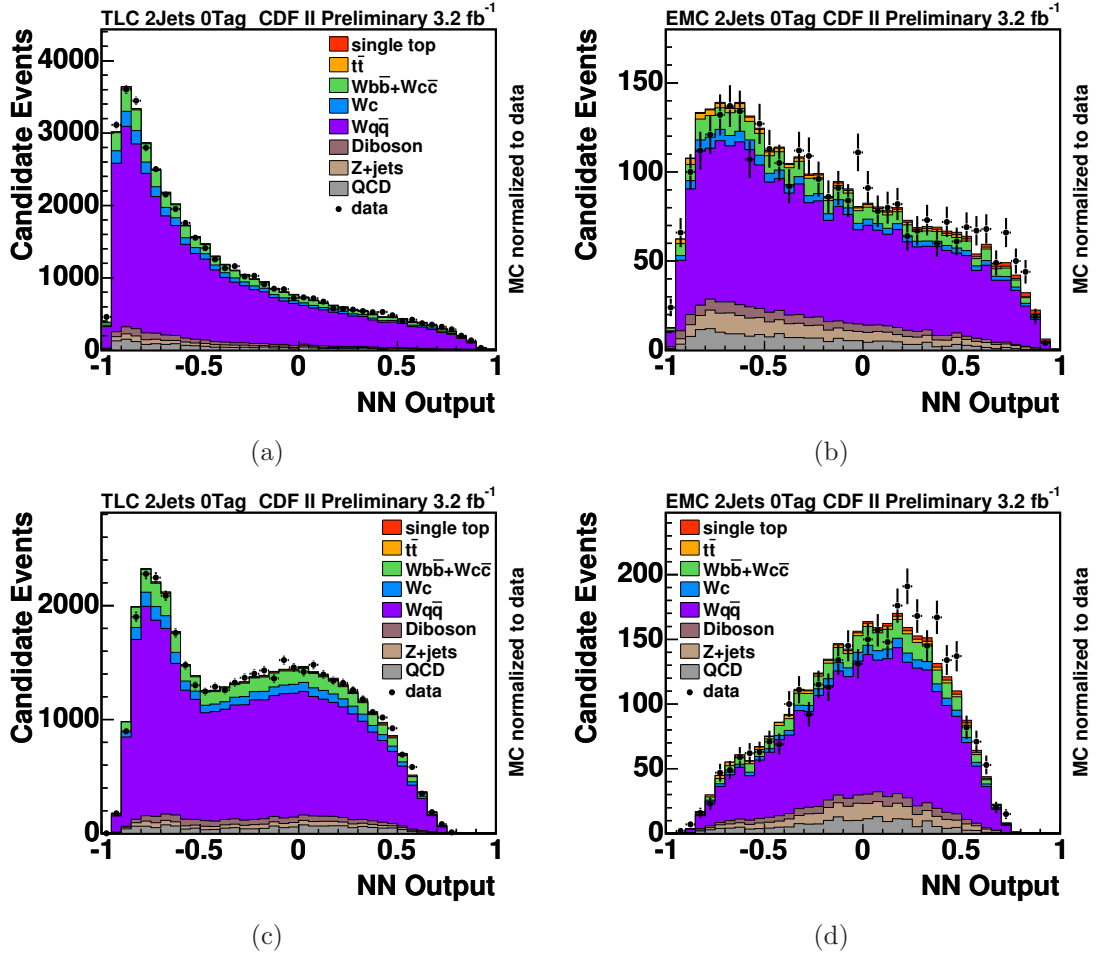 TLC 2Jets 0Tag CDF II Preliminary 3.2 fb⁻¹
Candidate Events
4000
3000
2000
1000
0
single top
tt̄
Wbb̄+Wcc̄
Wc
Wqq̄
Diboson
Z+jets
QCD
data
MC normalized to data
-1 -0.5 0 0.5 1
NN Output
(a)
EMC 2Jets 0Tag CDF II Preliminary 3.2 fb⁻¹
Candidate Events
150
100
50
0
single top
tt̄
Wbb̄+Wcc̄
Wc
Wqq̄
Diboson
Z+jets
QCD
data
MC normalized to data
-1 -0.5 0 0.5 1
NN Output
(b)
TLC 2Jets 0Tag CDF II Preliminary 3.2 fb⁻¹
Candidate Events
2000
1000
0
single top
tt̄
Wbb̄+Wcc̄
Wc
Wqq̄
Diboson
Z+jets
QCD
data
MC normalized to data
-1 -0.5 0 0.5 1
NN Output
(c)
EMC 2Jets 0Tag CDF II Preliminary 3.2 fb⁻¹
Candidate Events
200
150
100
50
0
single top
tt̄
Wbb̄+Wcc̄
Wc
Wqq̄
Diboson
Z+jets
QCD
data
MC normalized to data
-1 -0.5 0 0.5 1
NN Output
(d)